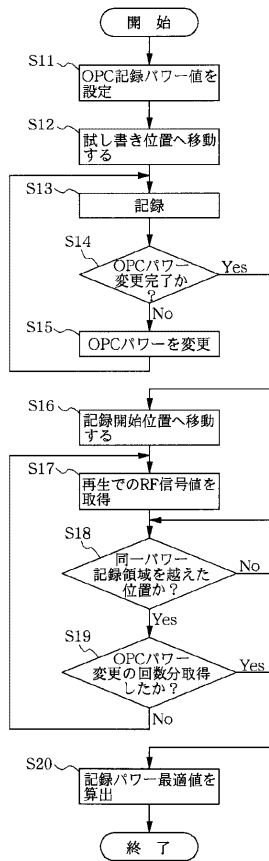 開 始
S11
OPC記録パワー値を
設定
S12
試し書き位置へ移動
する
S13
記録
S14
OPCパワー
変更完了か
?
Yes
No
S15
OPCパワーを変更
S16
記録開始位置へ移動
する
S17
再生でのRF信号値を
取得
S18
同一パワー
記録領域を越えた
位置か?
No
Yes
S19
OPCパワー
変更の回数分取得
したか?
Yes
No
S20
記録パワー最適値を
算出
終 了